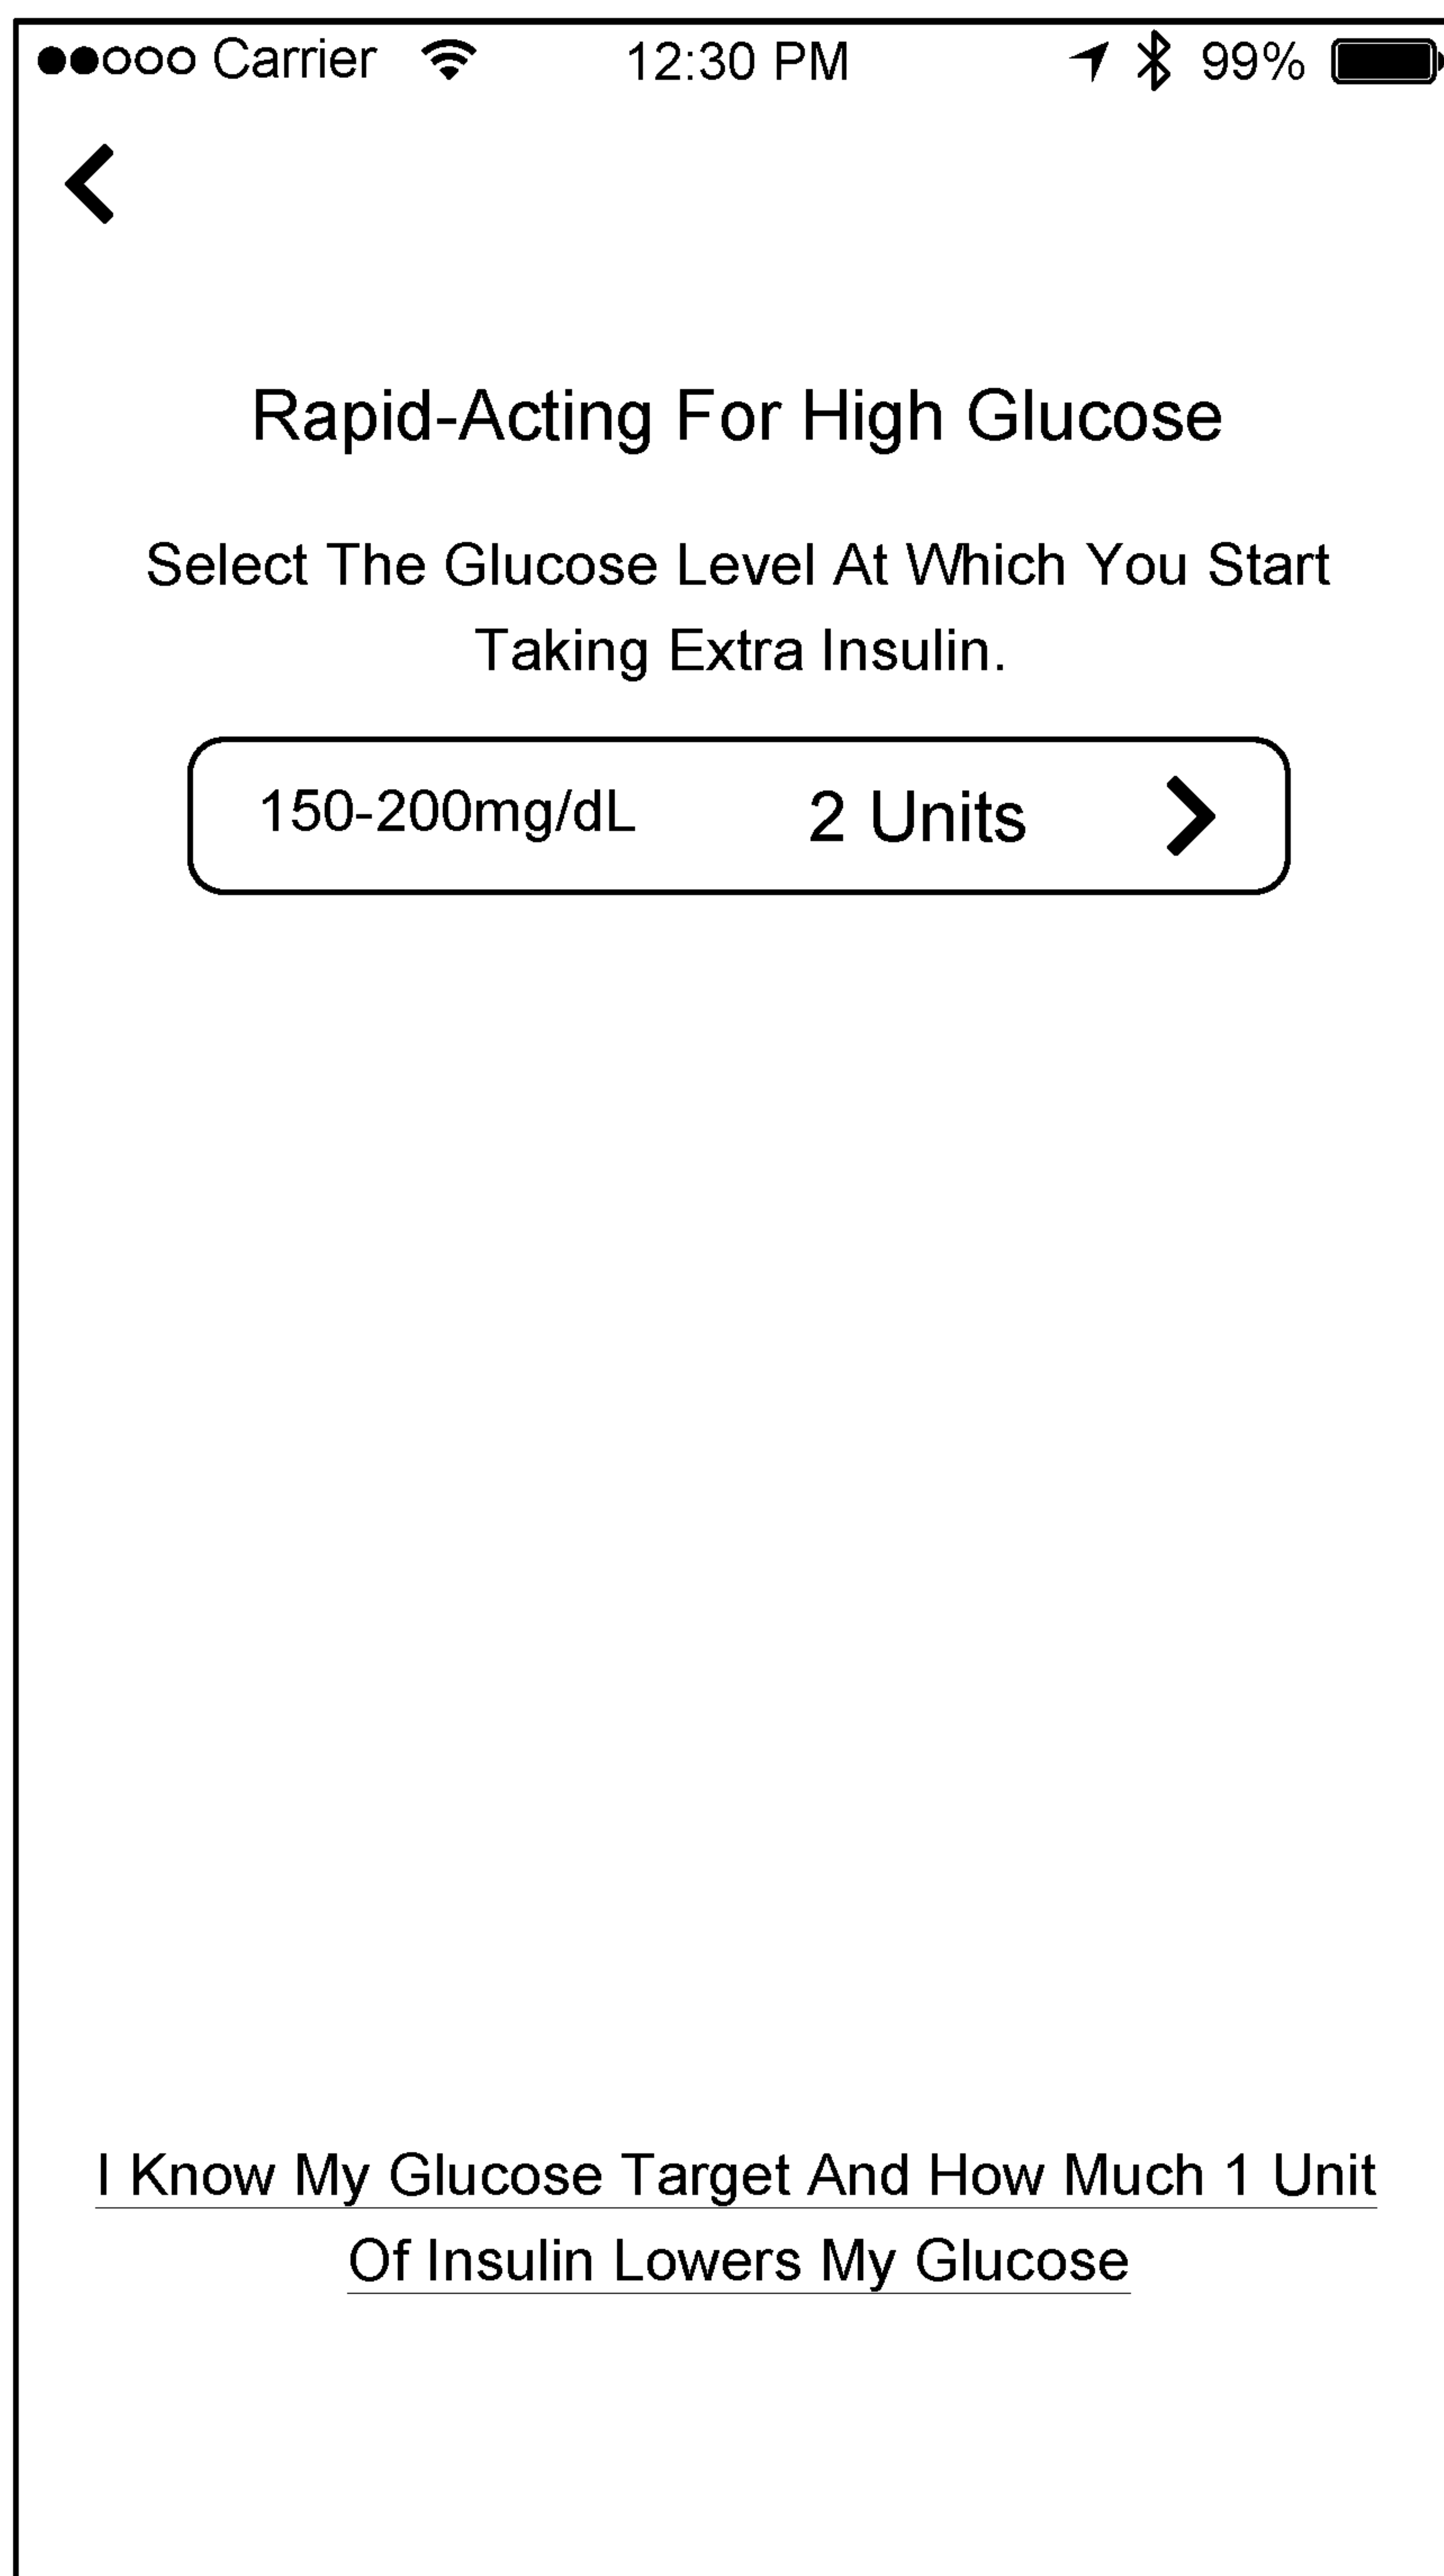 Carrier 12:30 PM 99%
Rapid-Acting For High Glucose
Select The Glucose Level At Which You Start
Taking Extra Insulin.
150-200mg/dL 2 Units
I Know My Glucose Target And How Much 1 Unit
Of Insulin Lowers My Glucose